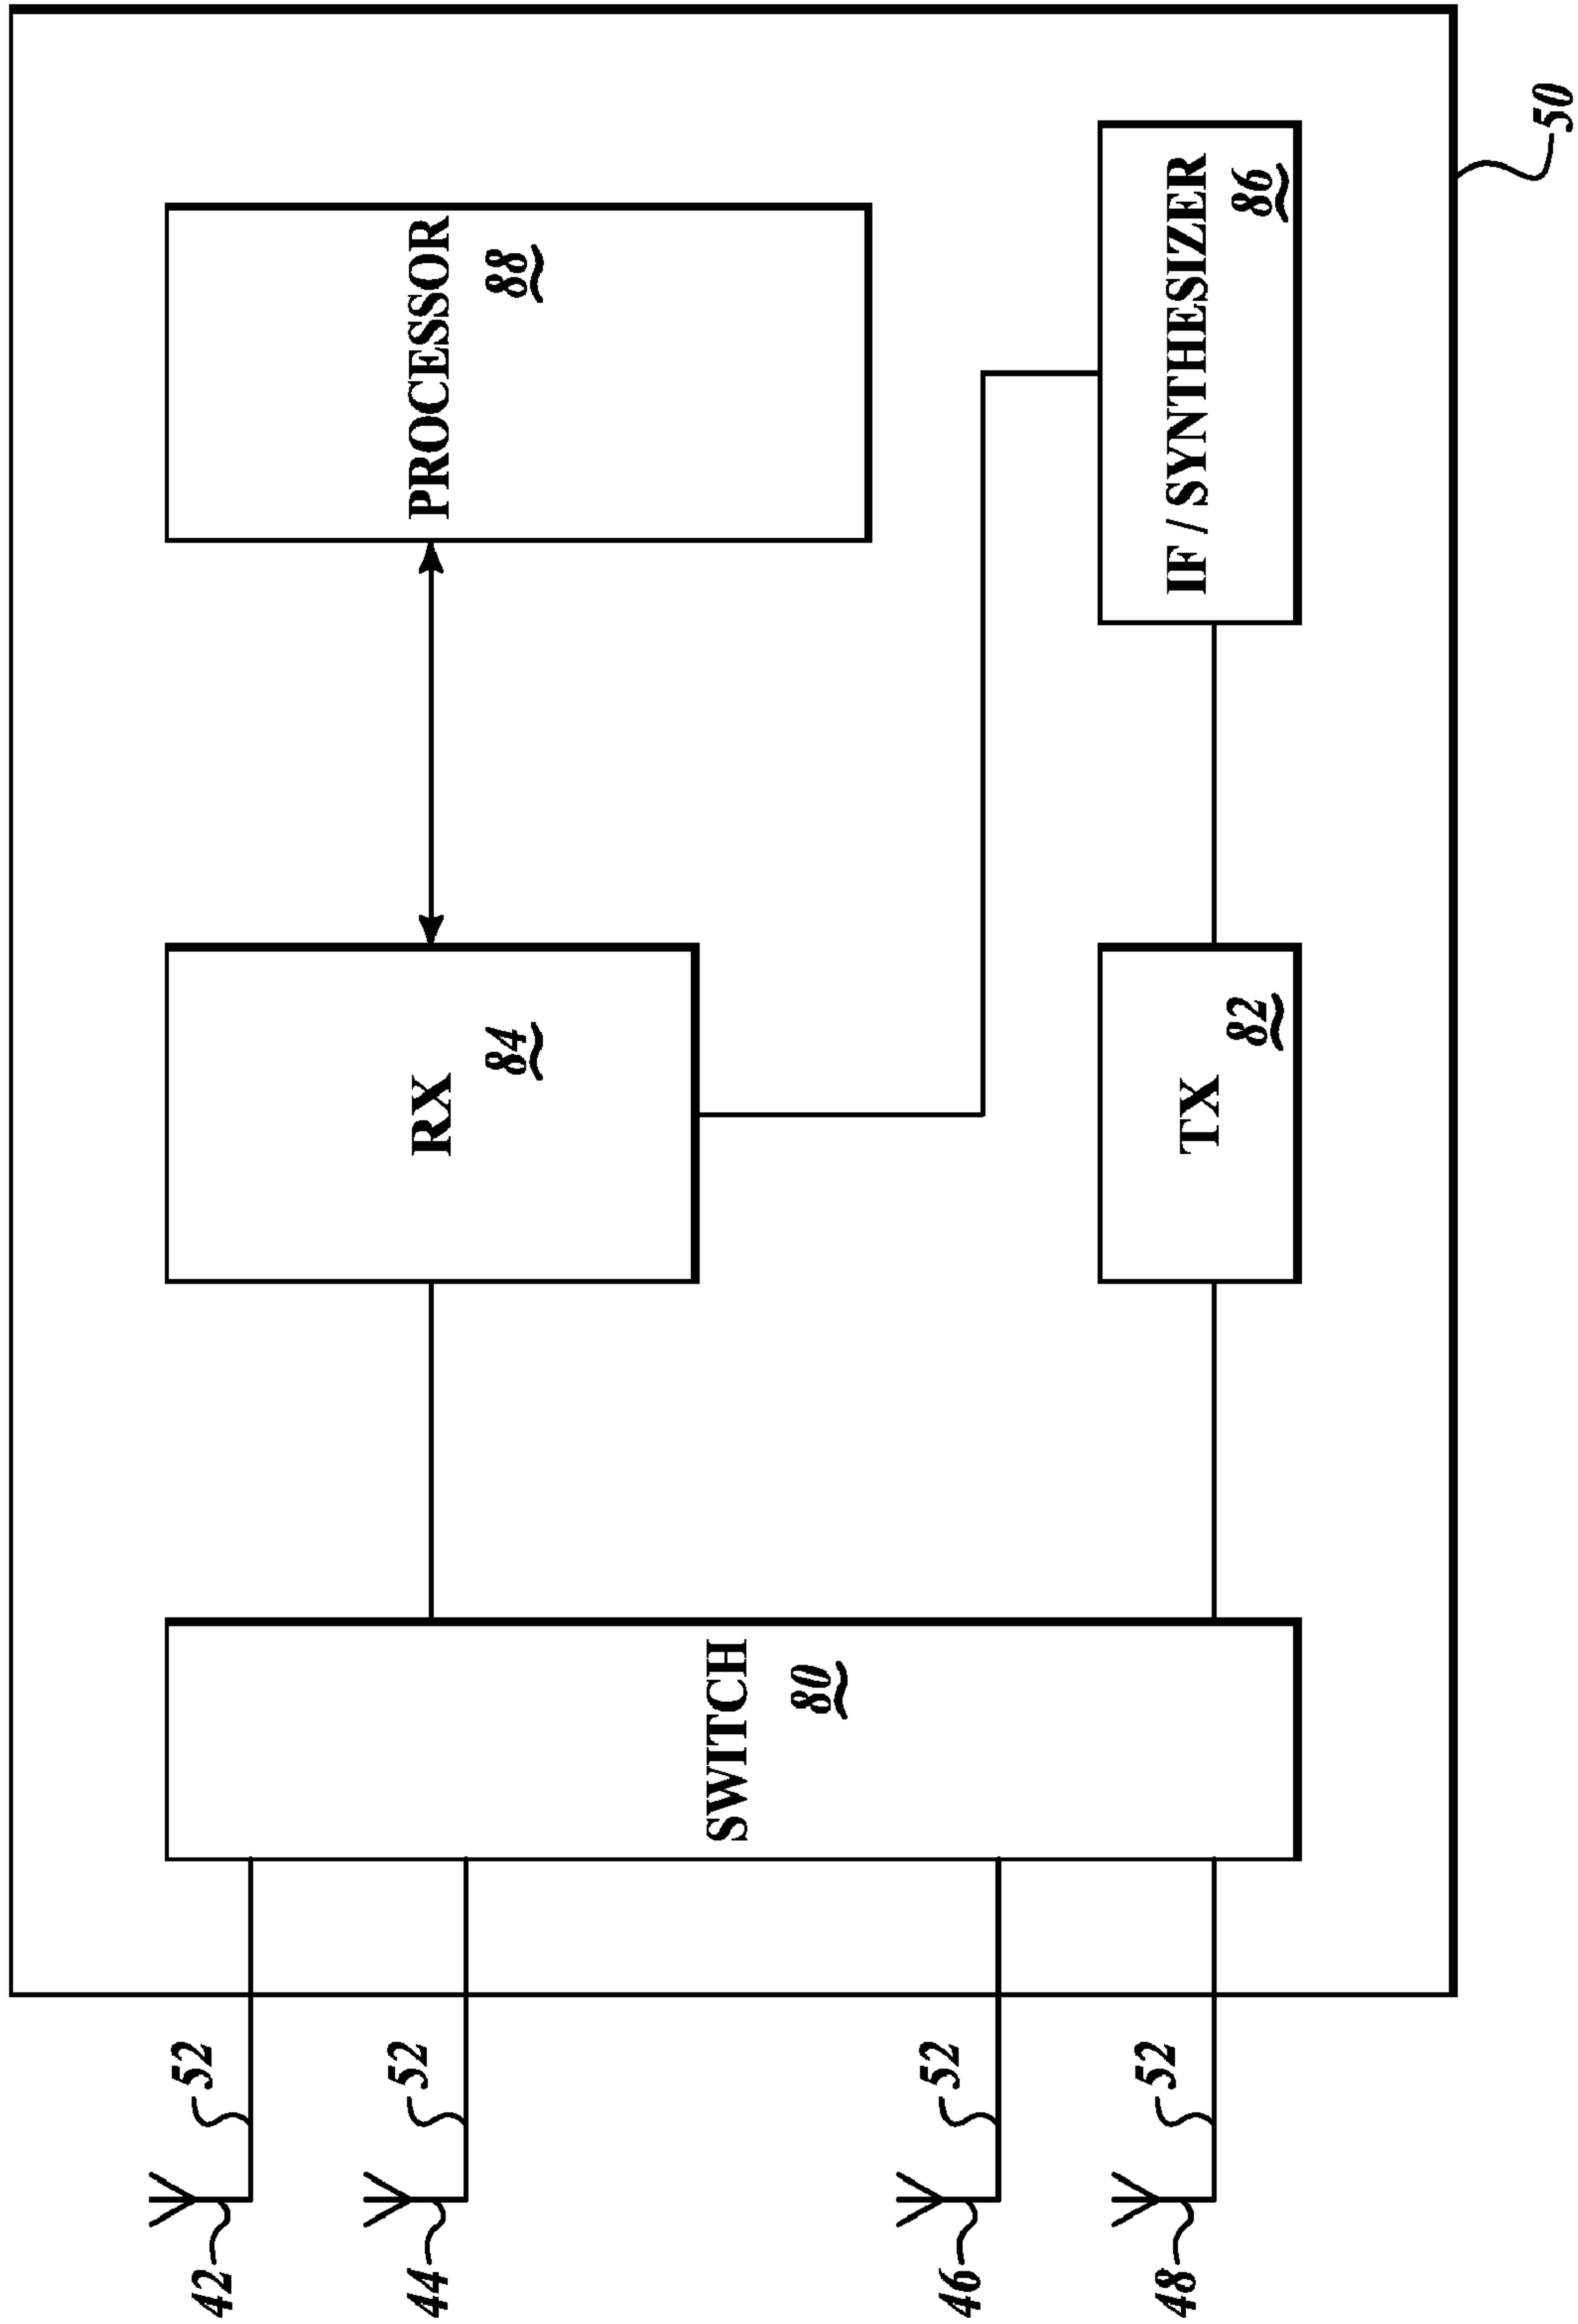 42
52
44
52
46
52
48
52
SWITCH
80
RX
84
TX
82
PROCESSOR
88
IF / SYNTHESIZER
86
50